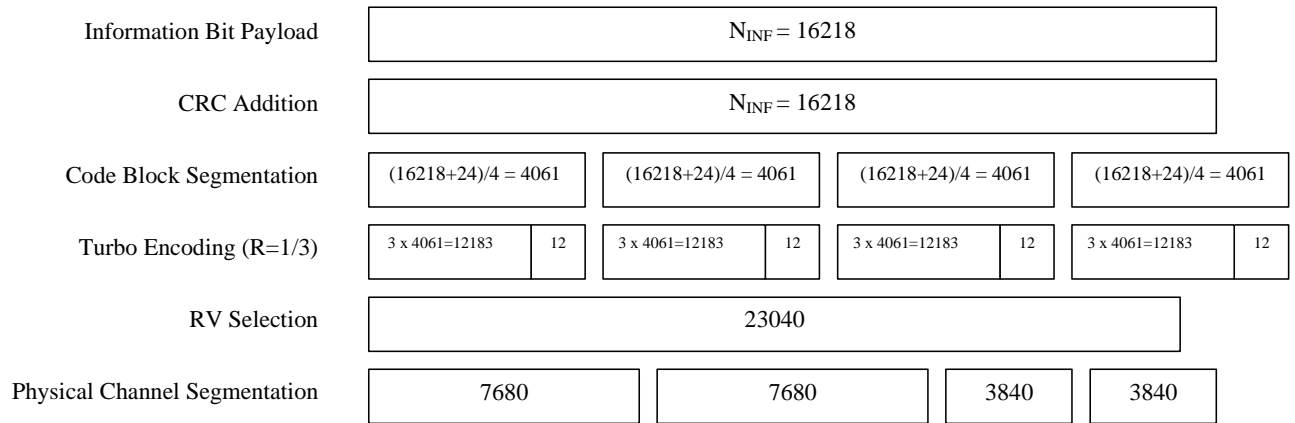 Information Bit Payload
N_INF = 16218
CRC Addition
N_INF = 16218
Code Block Segmentation
(16218+24)/4 = 4061
(16218+24)/4 = 4061
(16218+24)/4 = 4061
(16218+24)/4 = 4061
Turbo Encoding (R=1/3)
3 x 4061=12183
12
3 x 4061=12183
12
3 x 4061=12183
12
3 x 4061=12183
12
RV Selection
23040
Physical Channel Segmentation
7680
7680
3840
3840